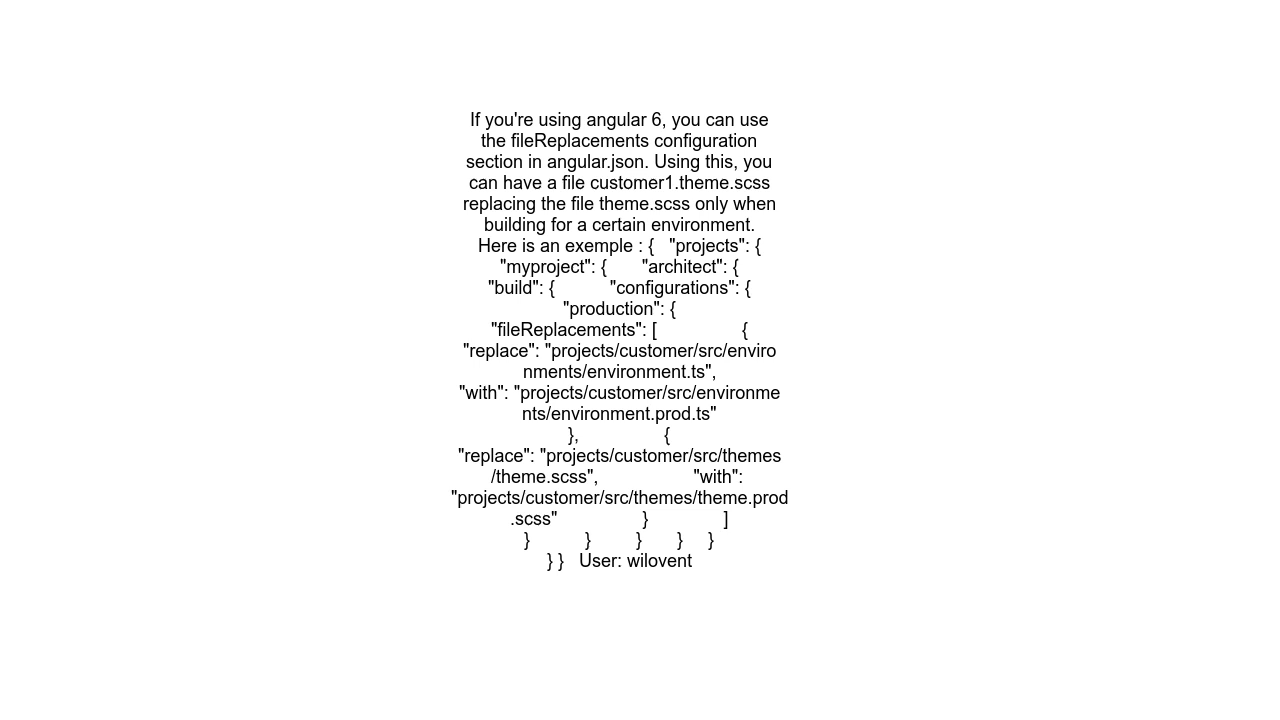 If you're using angular 6, you can use
the fileReplacements configuration
section in angular.json. Using this, you
can have a file customer1.theme.scss
replacing the file theme.scss only when
building for a certain environment.
Here is an exemple : {   "projects": {
"myproject": {       "architect": {
"build": {           "configurations": {
"production": {
"fileReplacements": [                 {
"replace": "projects/customer/src/enviro
nments/environment.ts",
"with": "projects/customer/src/environme
nts/environment.prod.ts"
},                 {
"replace": "projects/customer/src/themes
/theme.scss",                   "with":
"projects/customer/src/themes/theme.prod
.scss"                 }               ]
}           }         }       }     }
} }   User: wilovent